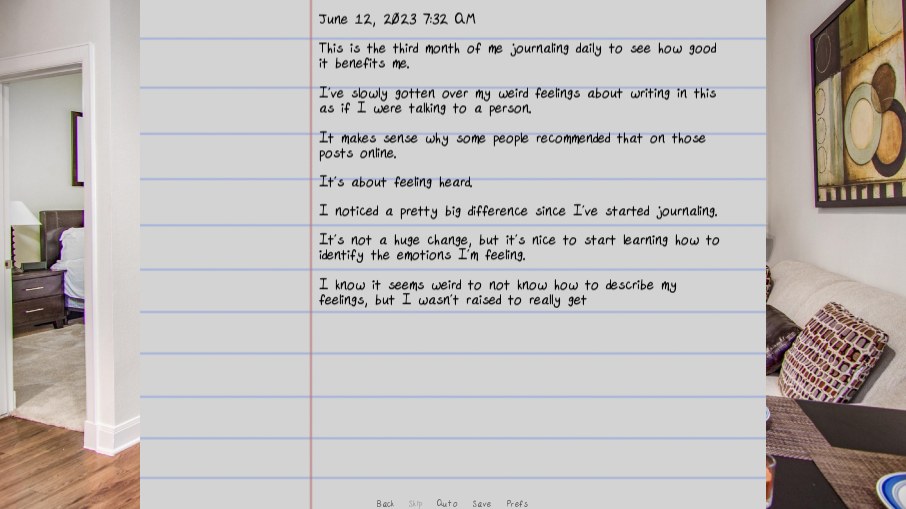 June 12, 2023 7:32 AM
This is the third month of me journaling daily to see how good
it benefits me.
I've slowly gotten over my weird feelings about writing in this
as if I were talking to a person.
It makes sense why some people recommended that on those
posts online.
It's about feeling heard.
I noticed a pretty big difference since I've started journaling.
It's not a huge change, but it's nice to start learning how to
identify the emotions I'm feeling.
I know it seems weird to not know how to describe my
feelings, but I wasn't raised to really get
Back Skip Auto Save Prefs